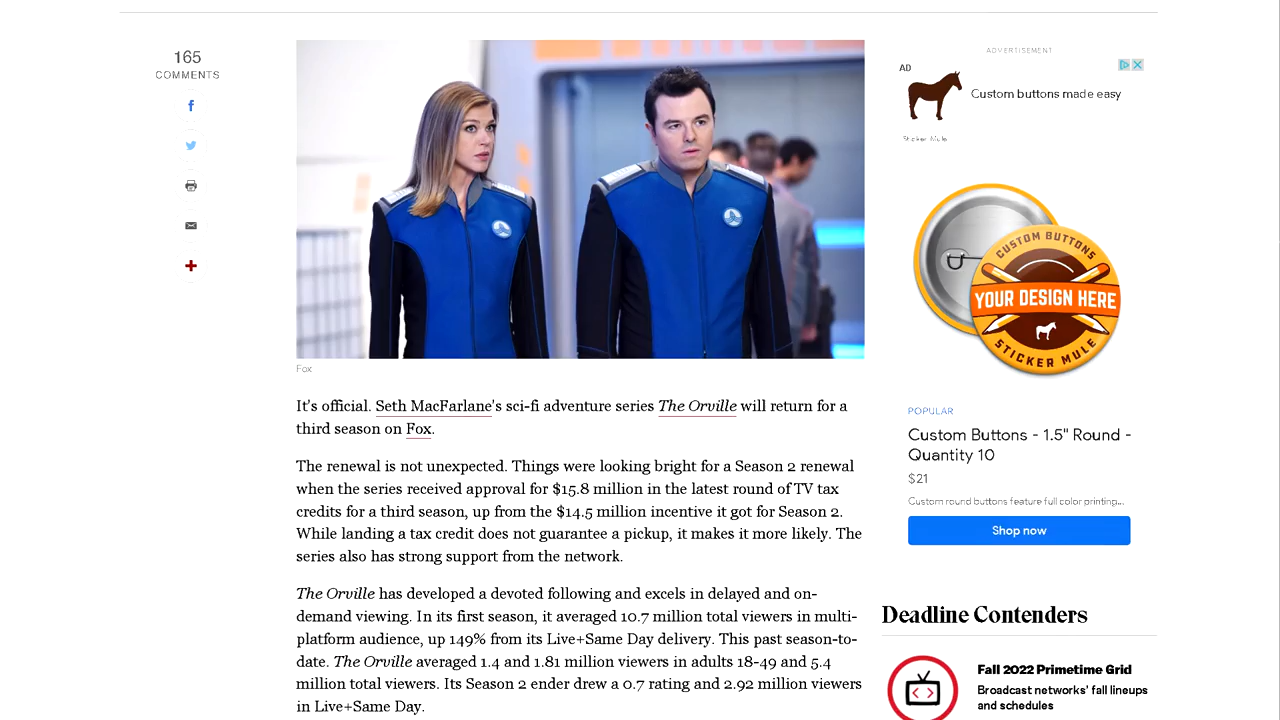 165
COMMENTS
Fox
It's official. Seth MacFarlane's sci-fi adventure series The Orville will return for a
third season on Fox.
The renewal is not unexpected. Things were looking bright for a Season 2 renewal
when the series received approval for $15.8 million in the latest round of TV tax
credits for a third season, up from the $14.5 million incentive it got for Season 2.
While landing a tax credit does not guarantee a pickup, it makes it more likely. The
series also has strong support from the network.
The Orville has developed a devoted following and excels in delayed and on-
demand viewing. In its first season, it averaged 10.7 million total viewers in multi-
platform audience, up 149% from its Live+Same Day delivery. This past season-to-
date. The Orville averaged 1.4 and 1.81 million viewers in adults 18-49 and 5.4
million total viewers. Its Season 2 ender drew a 0.7 rating and 2.92 million viewers
in Live+Same Day.
ADVERTISEMENT
AD
Custom buttons made easy
Sticker Mule
CUSTOM BUTTONS
YOUR DESIGN HERE
STICKER MULE
POPULAR
Custom Buttons - 1.5" Round -
Quantity 10
$21
Custom round buttons feature full color printing...
Shop now
Deadline Contenders
Fall 2022 Primetime Grid
Broadcast networks' fall lineups
and schedules